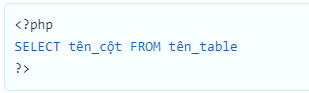 <?php
SELECT tên_cột FROM tên_table
?>